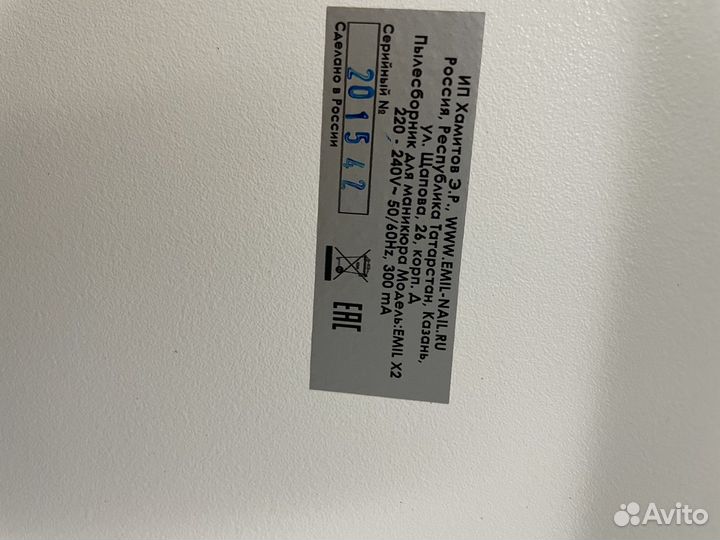 ИП Хамитов Э.Р., WWW.EMIL-NAIL.RU
Россия, Республика Татарстан, Казань,
ул. Щапова, 26, корп. Д
Пылесборник для маникюра Модель:EMIL X2
220 - 240V~ 50/60Hz, 300 mA
Серийный №
201542
Сделано в России
EAC
Avito